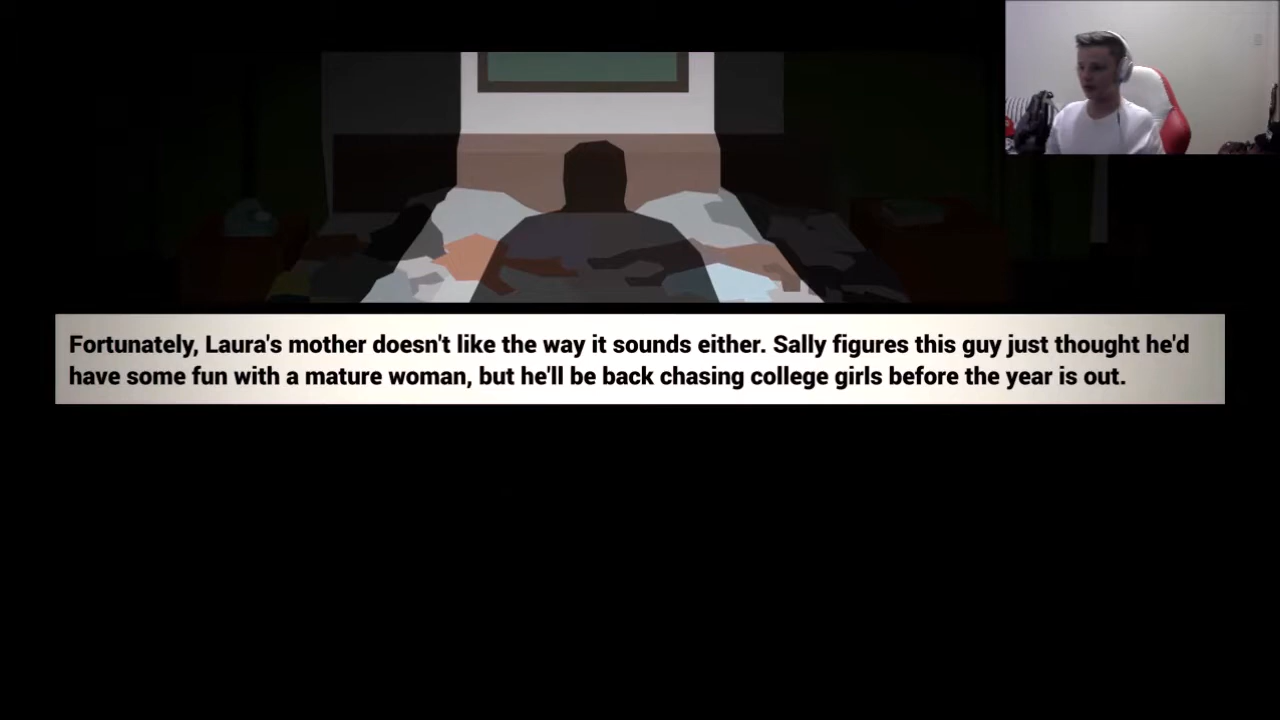 Fortunately, Laura's mother doesn't like the way it sounds either. Sally figures this guy just thought he'd
have some fun with a mature woman, but he'll be back chasing college girls before the year is out.